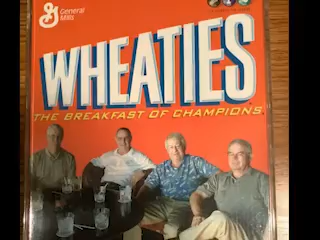 G
General
Mills
WHEATIES
THE BREAKFAST OF CHAMPIONS